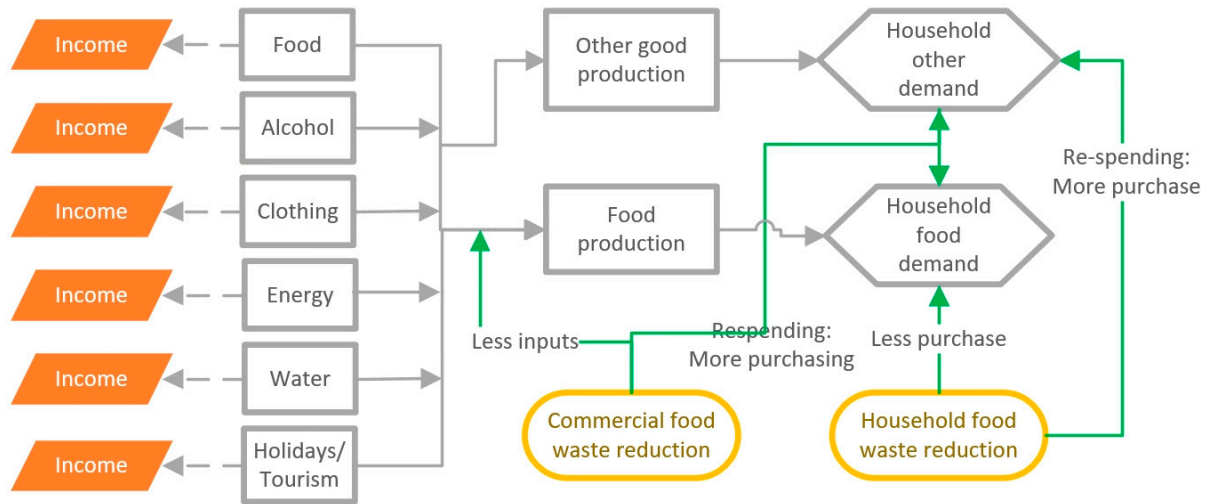 Income
Food
Other good
production
Household
other
demand
Income
Alcohol
Re-spending:
More purchase
Income
Clothing
Food
production
Household
food
demand
Income
Energy
Less inputs
Respending:
More purchasing
Less purchase
Income
Water
Commercial food
waste reduction
Household food
waste reduction
Income
Holidays/
Tourism